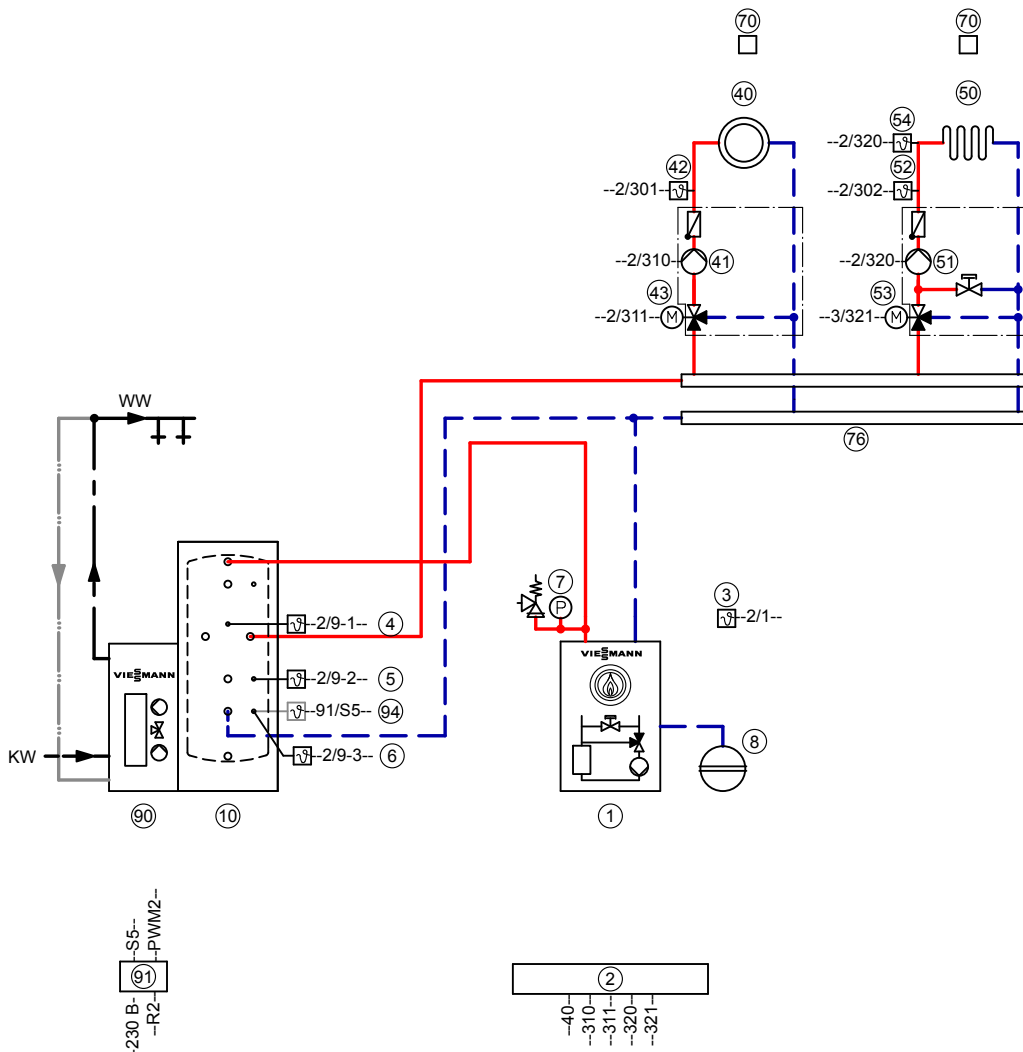 70 70
40 50
54
--2/320--
42 52
--2/301-- --2/302--
--2/310-- 41 --2/320-- 51
43 53
--2/311-- M --3/321-- M
WW
76
7 3
P --2/1--
--2/9-1-- 4
VIESSMANN
VIESSMANN
--2/9-2-- 5
--91/S5-- 94
KW --2/9-3-- 6
8
90 10 1
--S5--
--PWM2--
91
-230 B-
--R2--
2
--40--
--310--
--311--
--320--
--321--